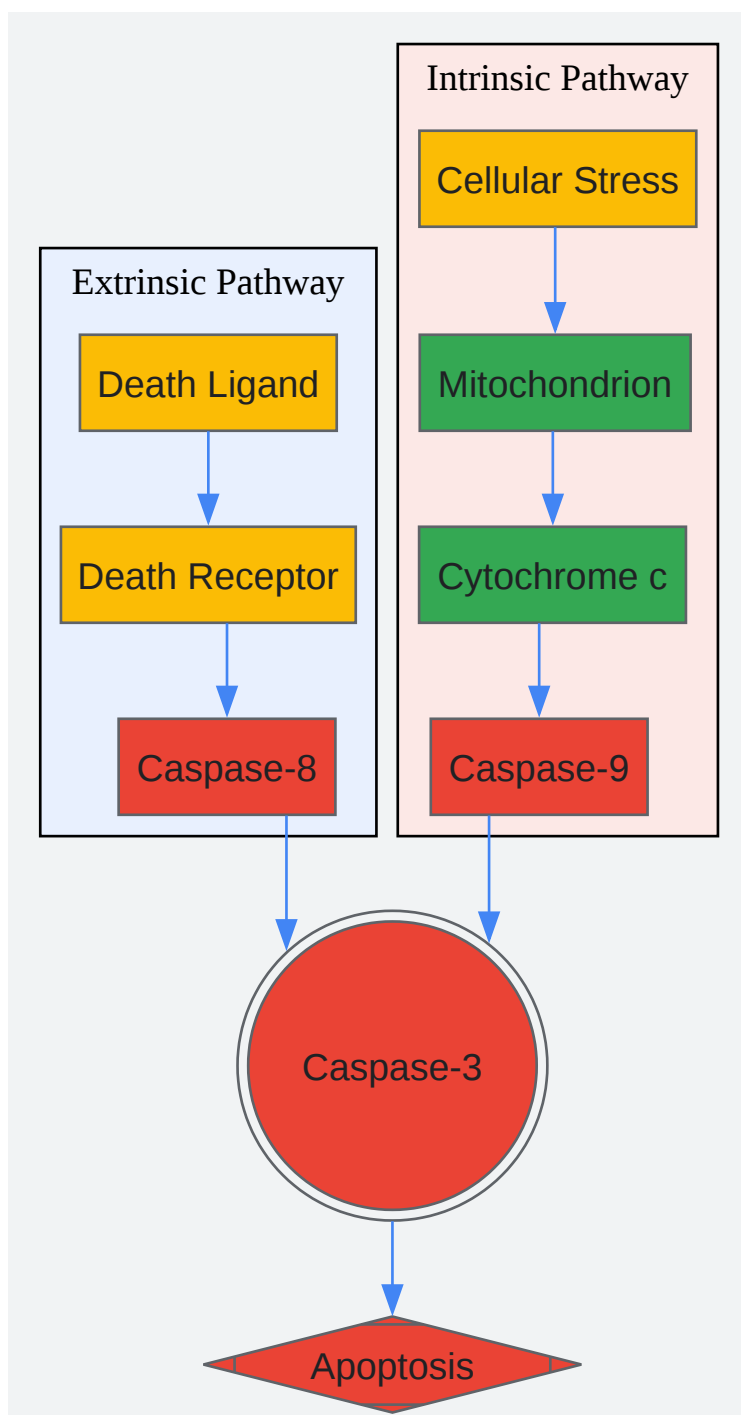 Intrinsic Pathway
Cellular Stress
Extrinsic Pathway
Death Ligand
Mitochondrion
Death Receptor
Cytochrome c
Caspase-8
Caspase-9
Caspase-3
Apoptosis